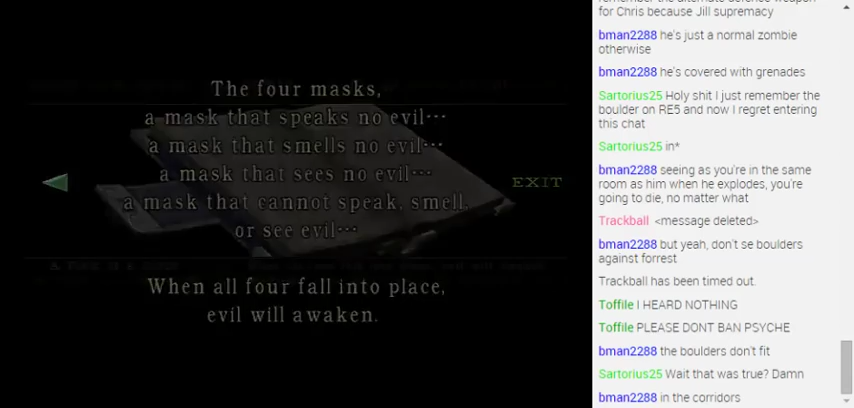 The four masks,
a mask that speaks no evil…
a mask that smells no evil…
a mask that sees no evil…
a mask that cannot speak, smell,
or see evil…
EXIT
When all four fall into place,
evil will awaken.
for Chris because Jill supremacy
bman2288 he's just a normal zombie
otherwise
bman2288 he's covered with grenades
Sartorius25 Holy shit I just remember the
boulder on RE5 and now I regret entering
this chat
Sartorius25 in*
bman2288 seeing as you're in the same
room as him when he explodes, you're
going to die, no matter what
Trackball <message deleted>
bman2288 but yeah, don't se boulders
against forrest
Trackball has been timed out.
Toffile I HEARD NOTHING
Toffile PLEASE DONT BAN PSYCHE
bman2288 the boulders don't fit
Sartorius25 Wait that was true? Damn
bman2288 in the corridors